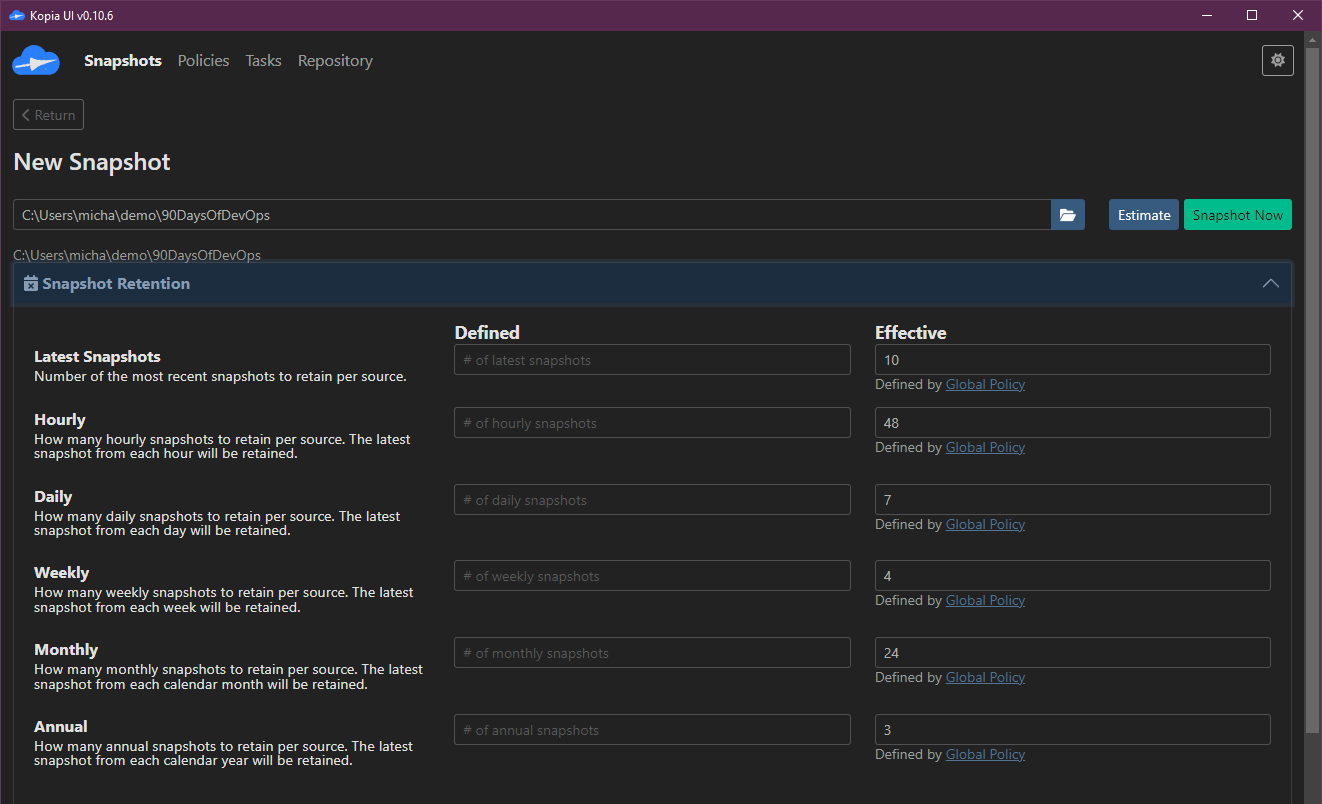 Kopia UI v0.10.6
Snapshots Policies Tasks Repository
Return
New Snapshot
C:\Users\micha\demo\90DaysOfDevOps Estimate Snapshot Now
C:\Users\micha\demo\90DaysOfDevOps
Snapshot Retention
Defined Effective
Latest Snapshots
Number of the most recent snapshots to retain per source.
# of latest snapshots
10
Defined by Global Policy
Hourly
How many hourly snapshots to retain per source. The latest
snapshot from each hour will be retained.
# of hourly snapshots
48
Defined by Global Policy
Daily
How many daily snapshots to retain per source. The latest
snapshot from each day will be retained.
# of daily snapshots
7
Defined by Global Policy
Weekly
How many weekly snapshots to retain per source. The latest
snapshot from each week will be retained.
# of weekly snapshots
4
Defined by Global Policy
Monthly
How many monthly snapshots to retain per source. The latest
snapshot from each calendar month will be retained.
# of monthly snapshots
24
Defined by Global Policy
Annual
How many annual snapshots to retain per source. The latest
snapshot from each calendar year will be retained.
# of annual snapshots
3
Defined by Global Policy